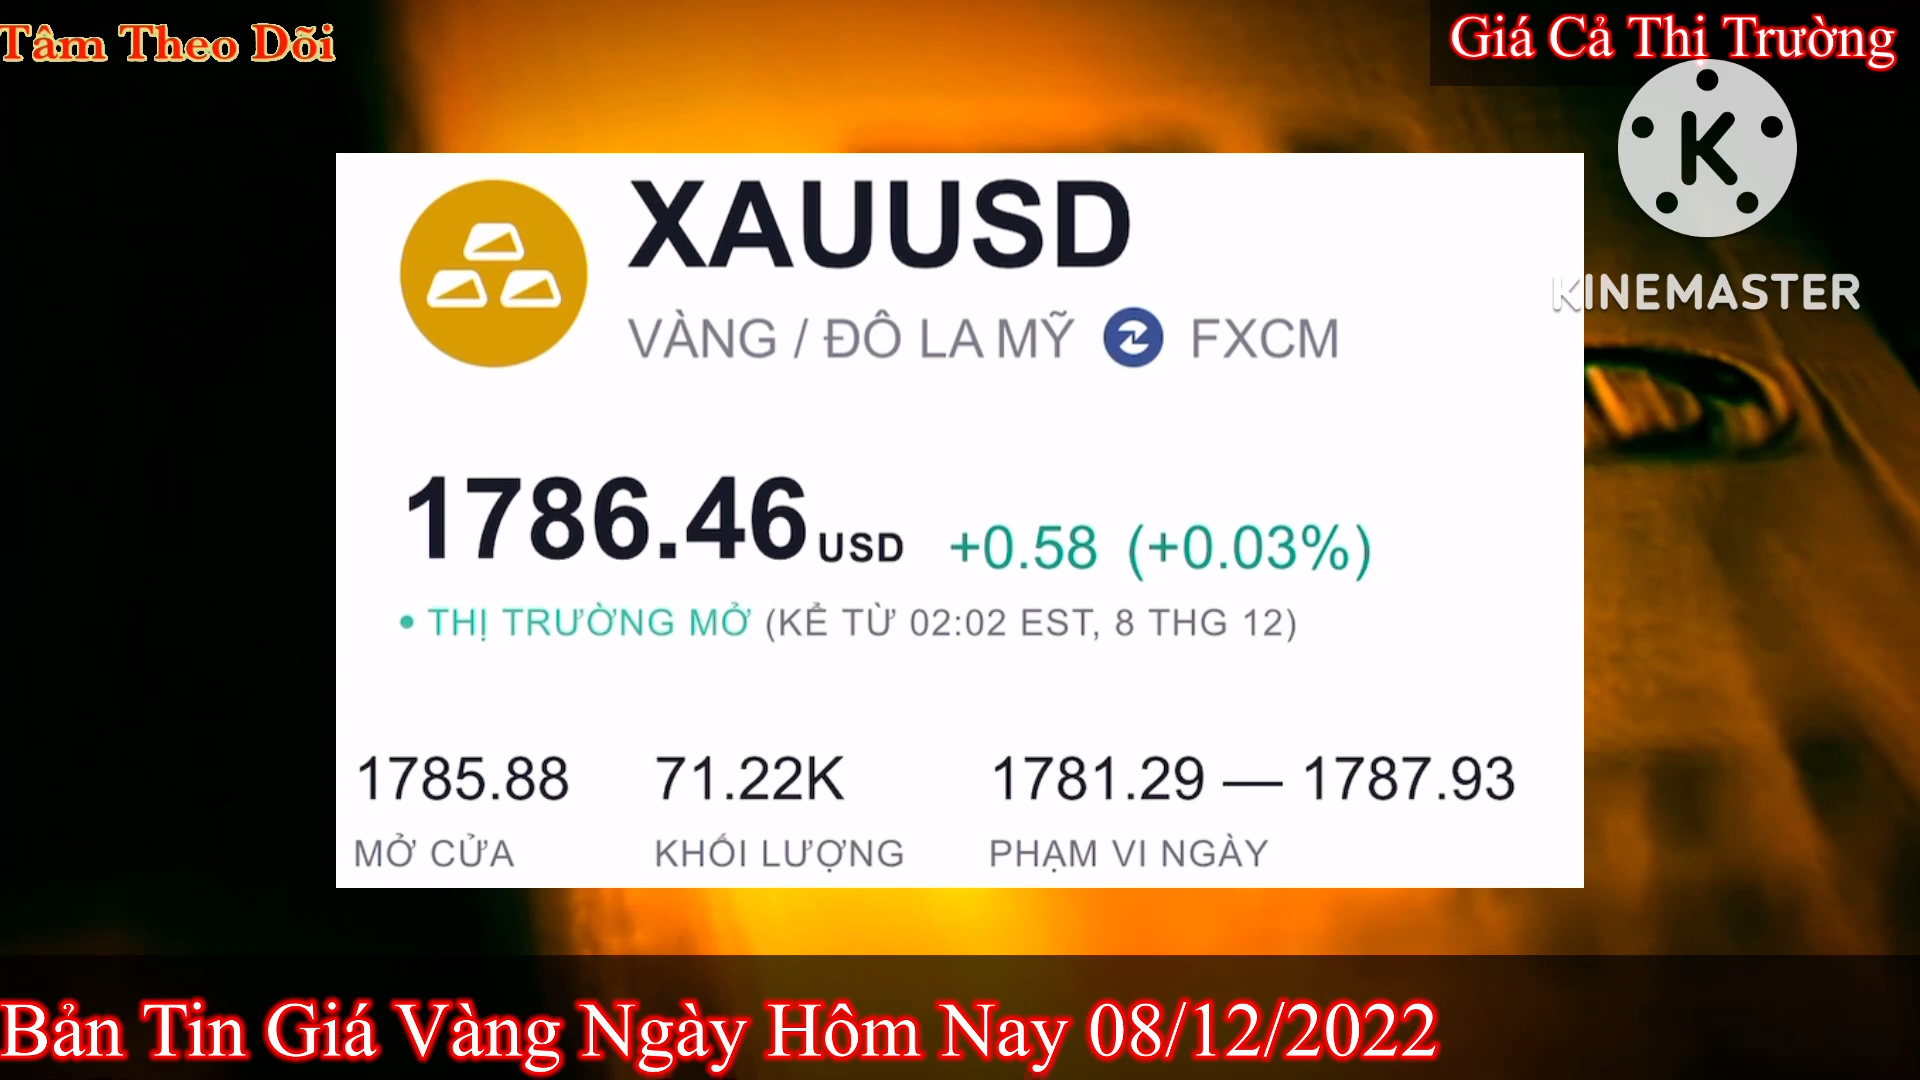 Tâm Theo Dõi
Giá Cả Thị Trường
K
KINEMASTER
XAUUSD
VÀNG / ĐÔ LA MỸ FXCM
1786.46 USD +0.58 (+0.03%)
• THỊ TRƯỜNG MỞ (KỂ TỪ 02:02 EST, 8 THG 12)
1785.88 71.22K 1781.29 — 1787.93
MỞ CỬA KHỐI LƯỢNG PHẠM VI NGÀY
Bản Tin Giá Vàng Ngày Hôm Nay 08/12/2022